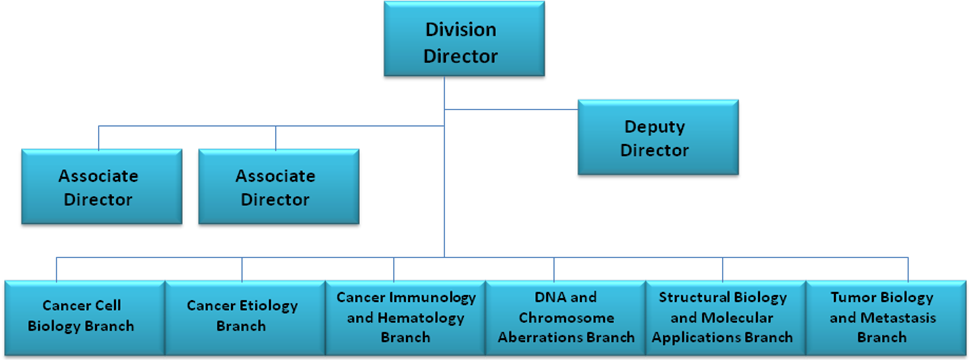 Division
Director
Deputy
Director
Associate
Director
Associate
Director
Cancer Cell
Biology Branch
Cancer Etiology
Branch
Cancer Immunology
and Hematology
Branch
DNA and
Chromosome
Aberrations Branch
Structural Biology
and Molecular
Applications Branch
Tumor Biology
and Metastasis
Branch